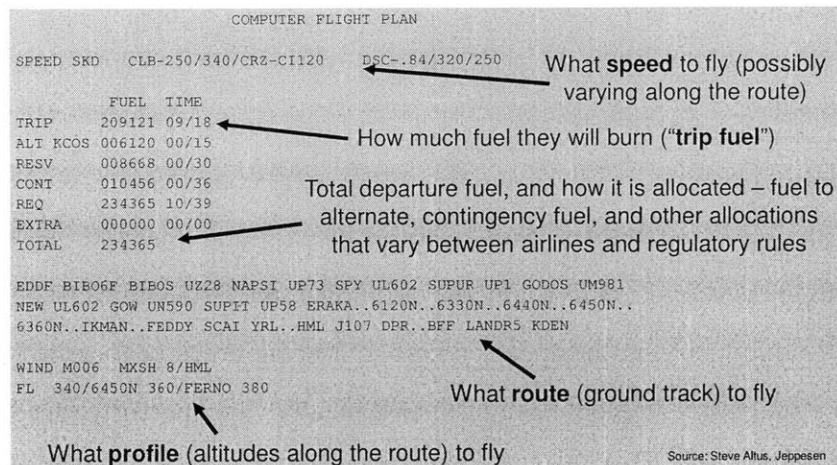 COMPUTER FLIGHT PLAN
SPEED SKD CLB-250/340/CRZ-CI120 DSC-.84/320/250
What speed to fly (possibly
varying along the route)
FUEL TIME
TRIP 209121 09/18
How much fuel they will burn ("trip fuel")
ALT KCOS 006120 00/15
RESV 008668 00/30
CONT 010456 00/36
REQ 234365 10/39
EXTRA 000000 00/00
TOTAL 234365
Total departure fuel, and how it is allocated – fuel to
alternate, contingency fuel, and other allocations
that vary between airlines and regulatory rules
EDDF BIBO6F BIBOS UZ28 NAPSI UP73 SPY UL602 SUPUR UP1 GODOS UM981
NEW UL602 GOW UN590 SUPIT UP58 ERAKA..6120N..6330N..6440N..6450N..
6360N..IKMAN..FEDDY SCAI YRL..HML J107 DPR..BFF LANDR5 KDEN
WIND M006 MXSH 8/HML
FL 340/6450N 360/FERNO 380
What route (ground track) to fly
What profile (altitudes along the route) to fly
Source: Steve Altus, Jeppesen